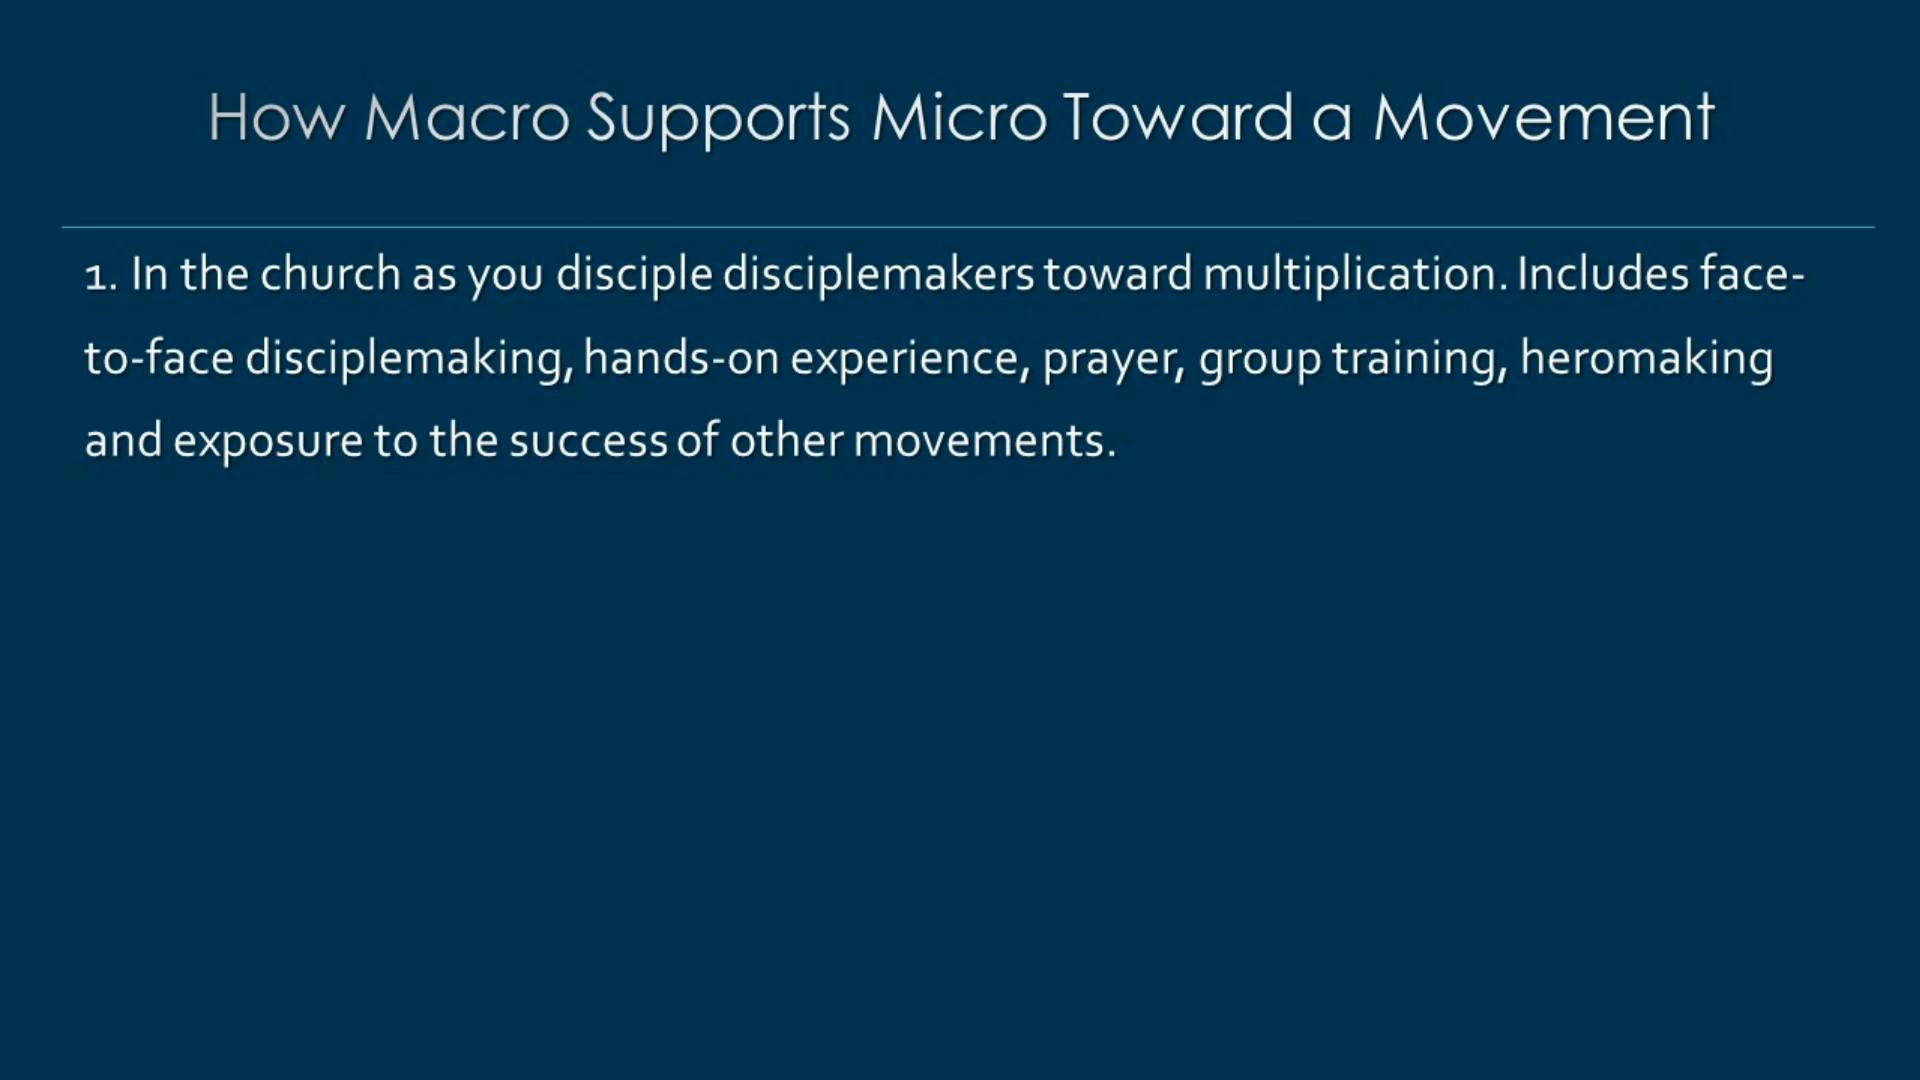 How Macro Supports Micro Toward a Movement
1. In the church as you disciple disciplemakers toward multiplication. Includes face-
to-face disciplemaking, hands-on experience, prayer, group training, heromaking
and exposure to the success of other movements.